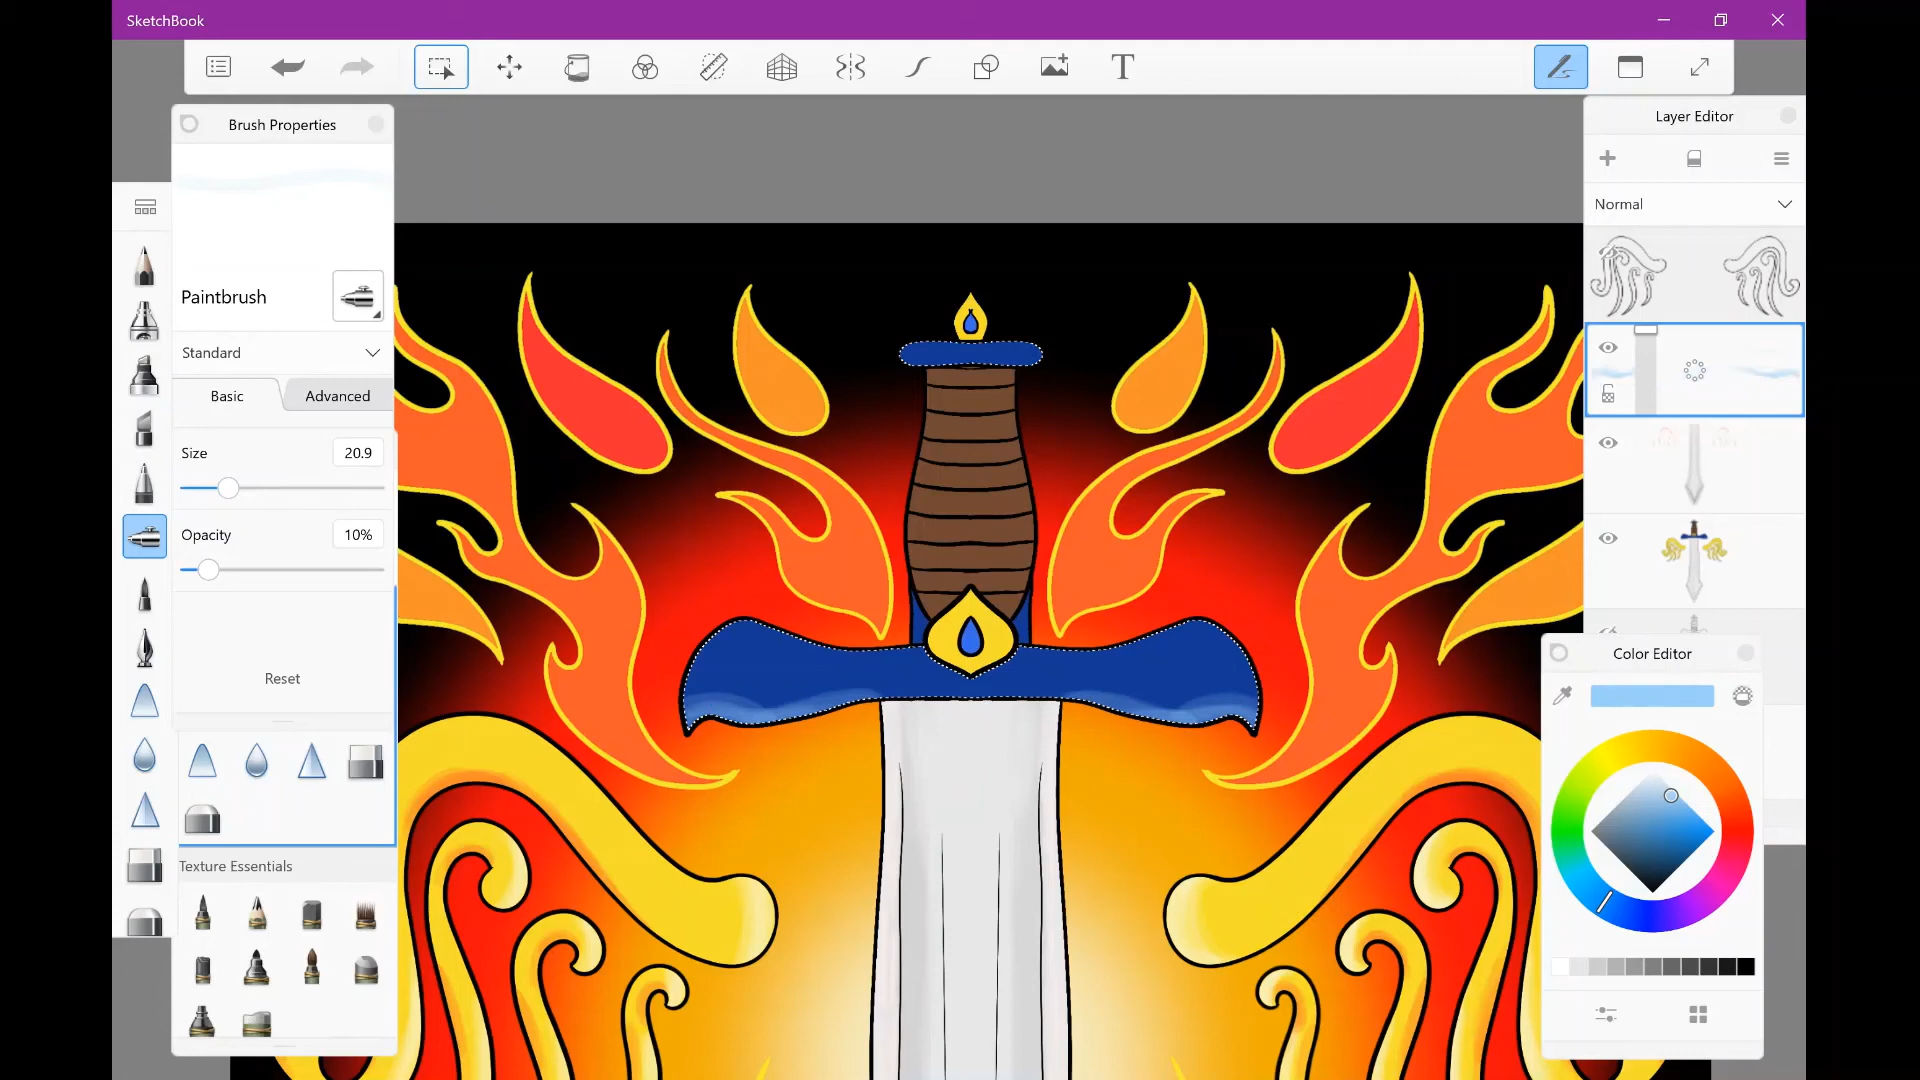 SketchBook
T
Brush Properties
Paintbrush
Standard
Basic
Advanced
Size
20.9
Opacity
10%
Reset
Texture Essentials
Layer Editor
Normal
Color Editor